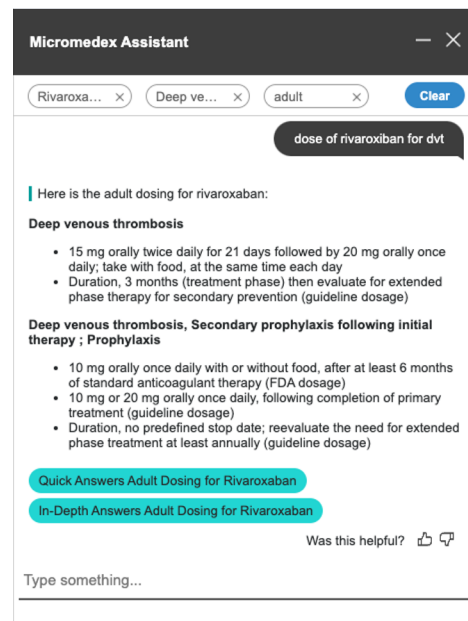 Micromedex Assistant
Rivaroxa... × Deep ve... × adult × Clear
dose of rivaroxiban for dvt
Here is the adult dosing for rivaroxaban:
Deep venous thrombosis
• 15 mg orally twice daily for 21 days followed by 20 mg orally once
daily; take with food, at the same time each day
• Duration, 3 months (treatment phase) then evaluate for extended
phase therapy for secondary prevention (guideline dosage)
Deep venous thrombosis, Secondary prophylaxis following initial
therapy ; Prophylaxis
• 10 mg orally once daily with or without food, after at least 6 months
of standard anticoagulant therapy (FDA dosage)
• 10 mg or 20 mg orally once daily, following completion of primary
treatment (guideline dosage)
• Duration, no predefined stop date; reevaluate the need for extended
phase treatment at least annually (guideline dosage)
Quick Answers Adult Dosing for Rivaroxaban
In-Depth Answers Adult Dosing for Rivaroxaban
Was this helpful?
Type something...